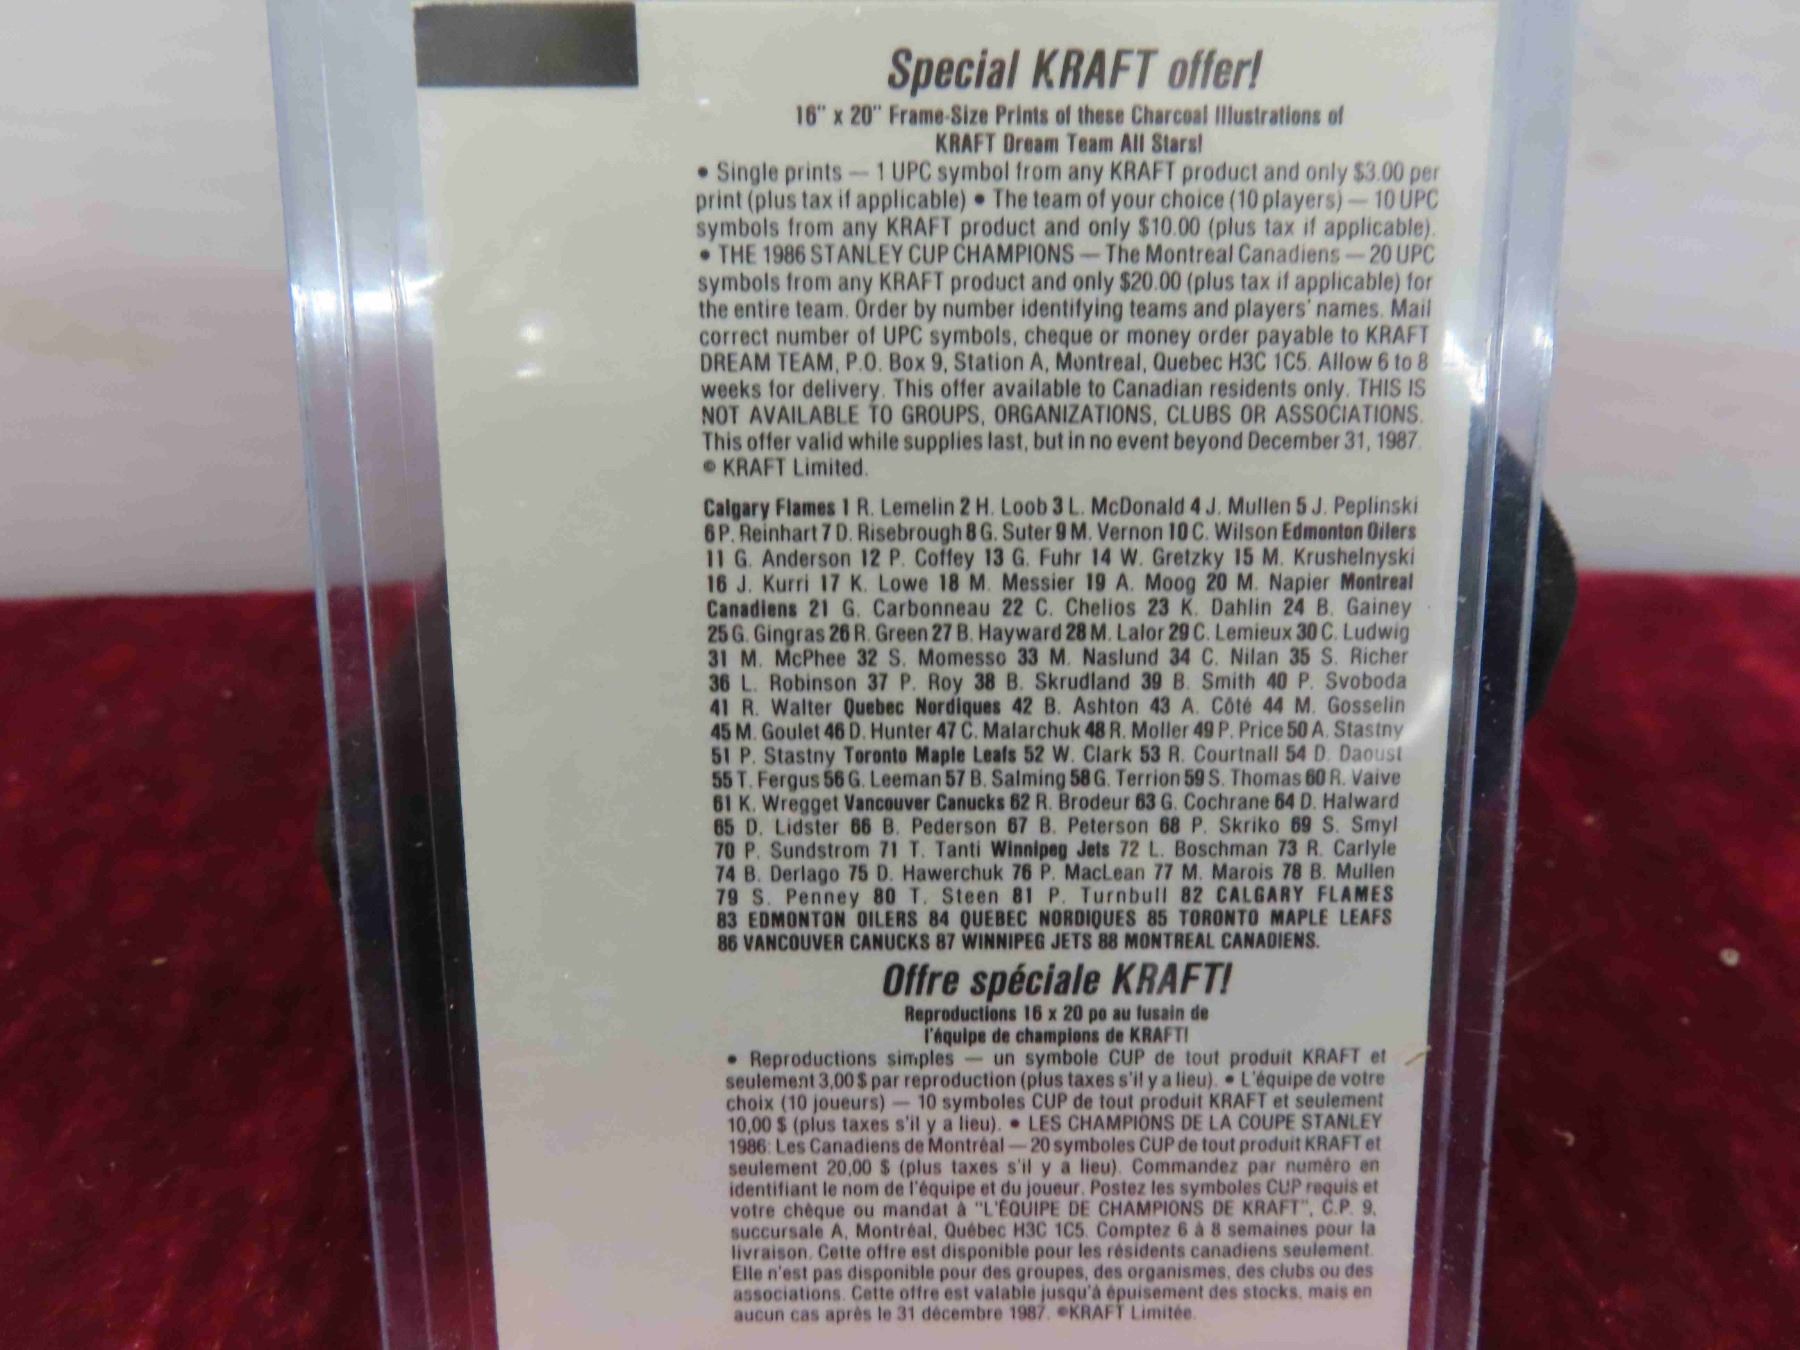 Special KRAFT offer!
16" x 20" Frame-Size Prints of these Charcoal Illustrations of
KRAFT Dream Team All Stars!
• Single prints — 1 UPC symbol from any KRAFT product and only $3.00 per
print (plus tax if applicable) • The team of your choice (10 players) — 10 UPC
symbols from any KRAFT product and only $10.00 (plus tax if applicable).
• THE 1986 STANLEY CUP CHAMPIONS — The Montreal Canadiens — 20 UPC
symbols from any KRAFT product and only $20.00 (plus tax if applicable) for
the entire team. Order by number identifying teams and players' names. Mail
correct number of UPC symbols, cheque or money order payable to KRAFT
DREAM TEAM, P.O. Box 9, Station A, Montreal, Quebec H3C 1C5. Allow 6 to 8
weeks for delivery. This offer available to Canadian residents only. THIS IS
NOT AVAILABLE TO GROUPS, ORGANIZATIONS, CLUBS OR ASSOCIATIONS.
This offer valid while supplies last, but in no event beyond December 31, 1987.
© KRAFT Limited.
Calgary Flames 1 R. Lemelin 2 H. Loob 3 L. McDonald 4 J. Mullen 5 J. Peplinski
6 P. Reinhart 7 D. Risebrough 8 G. Suter 9 M. Vernon 10 C. Wilson Edmonton Oilers
11 G. Anderson 12 P. Coffey 13 G. Fuhr 14 W. Gretzky 15 M. Krushelnyski
16 J. Kurri 17 K. Lowe 18 M. Messier 19 A. Moog 20 M. Napier Montreal
Canadiens 21 G. Carbonneau 22 C. Chelios 23 K. Dahlin 24 B. Gainey
25 G. Gingras 26 R. Green 27 B. Hayward 28 M. Lalor 29 C. Lemieux 30 C. Ludwig
31 M. McPhee 32 S. Momesso 33 M. Naslund 34 C. Nilan 35 S. Richer
36 L. Robinson 37 P. Roy 38 B. Skrudland 39 B. Smith 40 P. Svoboda
41 R. Walter Quebec Nordiques 42 B. Ashton 43 A. Côté 44 M. Gosselin
45 M. Goulet 46 D. Hunter 47 C. Malarchuk 48 R. Moller 49 P. Price 50 A. Stastny
51 P. Stastny Toronto Maple Leafs 52 W. Clark 53 R. Courtnall 54 D. Daoust
55 T. Fergus 56 G. Leeman 57 B. Salming 58 G. Terrion 59 S. Thomas 60 R. Vaive
61 K. Wregget Vancouver Canucks 62 R. Brodeur 63 G. Cochrane 64 D. Halward
65 D. Lidster 66 B. Pederson 67 B. Peterson 68 P. Skriko 69 S. Smyl
70 P. Sundstrom 71 T. Tanti Winnipeg Jets 72 L. Boschman 73 R. Carlyle
74 B. Derlago 75 D. Hawerchuk 76 P. MacLean 77 M. Marois 78 B. Mullen
79 S. Penney 80 T. Steen 81 P. Turnbull 82 CALGARY FLAMES
83 EDMONTON OILERS 84 QUEBEC NORDIQUES 85 TORONTO MAPLE LEAFS
86 VANCOUVER CANUCKS 87 WINNIPEG JETS 88 MONTREAL CANADIENS.
Offre spéciale KRAFT!
Reproductions 16 x 20 po au fusain de
l'équipe de champions de KRAFT!
• Reproductions simples — un symbole CUP de tout produit KRAFT et
seulement 3,00 $ par reproduction (plus taxes s'il y a lieu). • L'équipe de votre
choix (10 joueurs) — 10 symboles CUP de tout produit KRAFT et seulement
10,00 $ (plus taxes s'il y a lieu). • LES CHAMPIONS DE LA COUPE STANLEY
1986: Les Canadiens de Montréal — 20 symboles CUP de tout produit KRAFT et
seulement 20,00 $ (plus taxes s'il y a lieu). Commandez par numéro en
identifiant le nom de l'équipe et du joueur. Postez les symboles CUP requis et
votre chèque ou mandat à "L'ÉQUIPE DE CHAMPIONS DE KRAFT", C.P. 9,
succursale A, Montréal, Québec H3C 1C5. Comptez 6 à 8 semaines pour la
livraison. Cette offre est disponible pour les résidents canadiens seulement.
Elle n'est pas disponible pour des groupes, des organismes, des clubs ou des
associations. Cette offre est valable jusqu'à épuisement des stocks, mais en
aucun cas après le 31 décembre 1987. ©KRAFT Limitée.